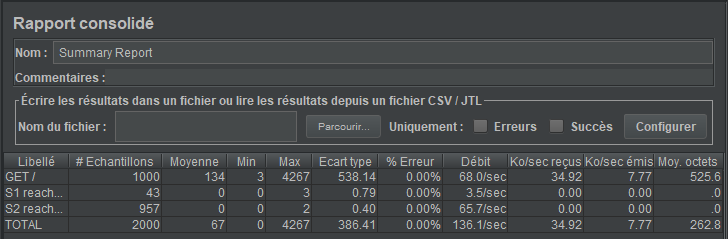 Rapport consolidé
Nom : Summary Report
Commentaires :
Écrire les résultats dans un fichier ou lire les résultats depuis un fichier CSV / JTL
Nom du fichier : Parcourir... Uniquement : Erreurs Succès Configurer
Libellé # Echantillons Moyenne Min Max Ecart type % Erreur Débit Ko/sec reçus Ko/sec émis Moy. octets
GET / 1000 134 3 4267 538.14 0.00% 68.0/sec 34.92 7.77 525.6
S1 reach... 43 0 0 3 0.79 0.00% 3.5/sec 0.00 0.00 .0
S2 reach... 957 0 0 2 0.40 0.00% 65.7/sec 0.00 0.00 .0
TOTAL 2000 67 0 4267 386.41 0.00% 136.1/sec 34.92 7.77 262.8